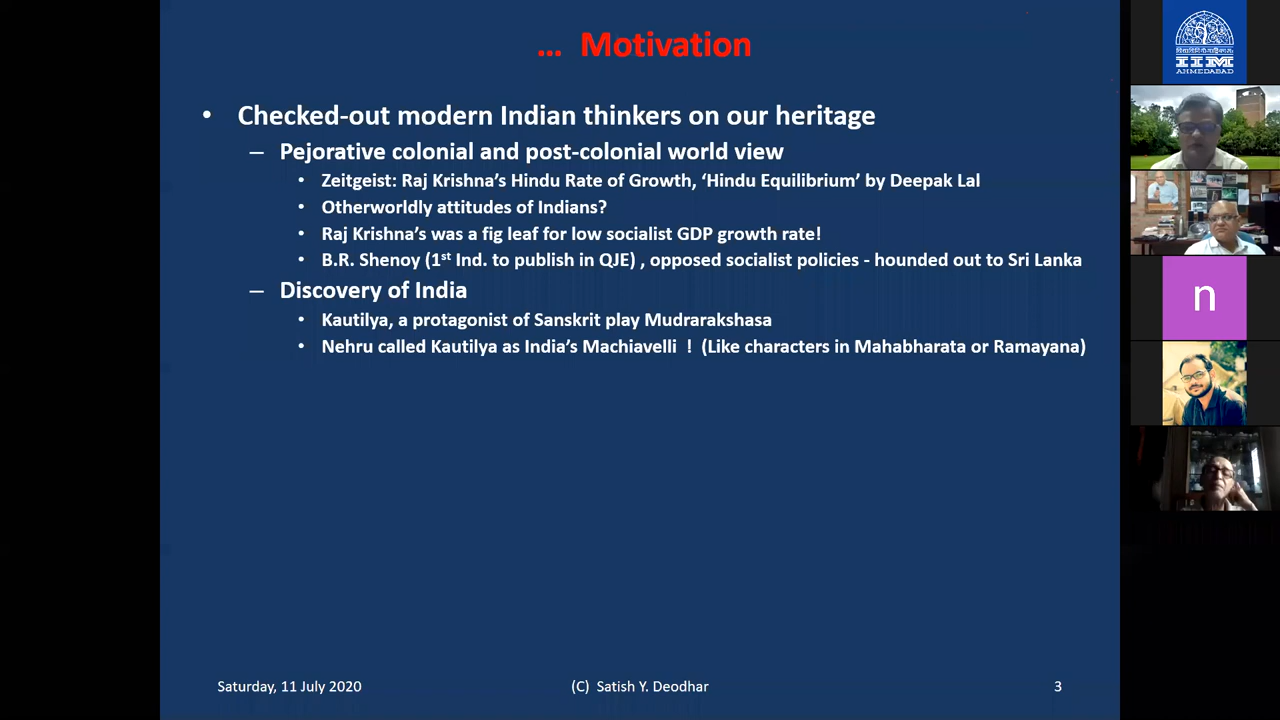 … Motivation
• Checked-out modern Indian thinkers on our heritage
– Pejorative colonial and post-colonial world view
• Zeitgeist: Raj Krishna’s Hindu Rate of Growth, ‘Hindu Equilibrium’ by Deepak Lal
• Otherworldly attitudes of Indians?
• Raj Krishna’s was a fig leaf for low socialist GDP growth rate!
• B.R. Shenoy (1st Ind. to publish in QJE) , opposed socialist policies - hounded out to Sri Lanka
– Discovery of India
• Kautilya, a protagonist of Sanskrit play Mudrarakshasa
• Nehru called Kautilya as India’s Machiavelli ! (Like characters in Mahabharata or Ramayana)
Saturday, 11 July 2020
(C) Satish Y. Deodhar
3
IIM
AHMEDABAD
n